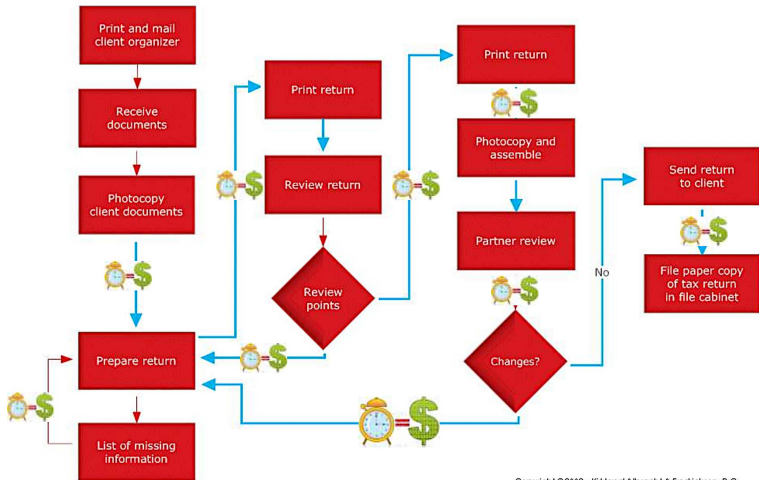 Print and mail
client organizer
Receive
documents
Photocopy
client documents
Prepare return
List of missing
information
Print return
Review return
Review
points
Print return
Photocopy and
assemble
Partner review
Changes?
No
Send return
to client
File paper copy
of tax return
in file cabinet